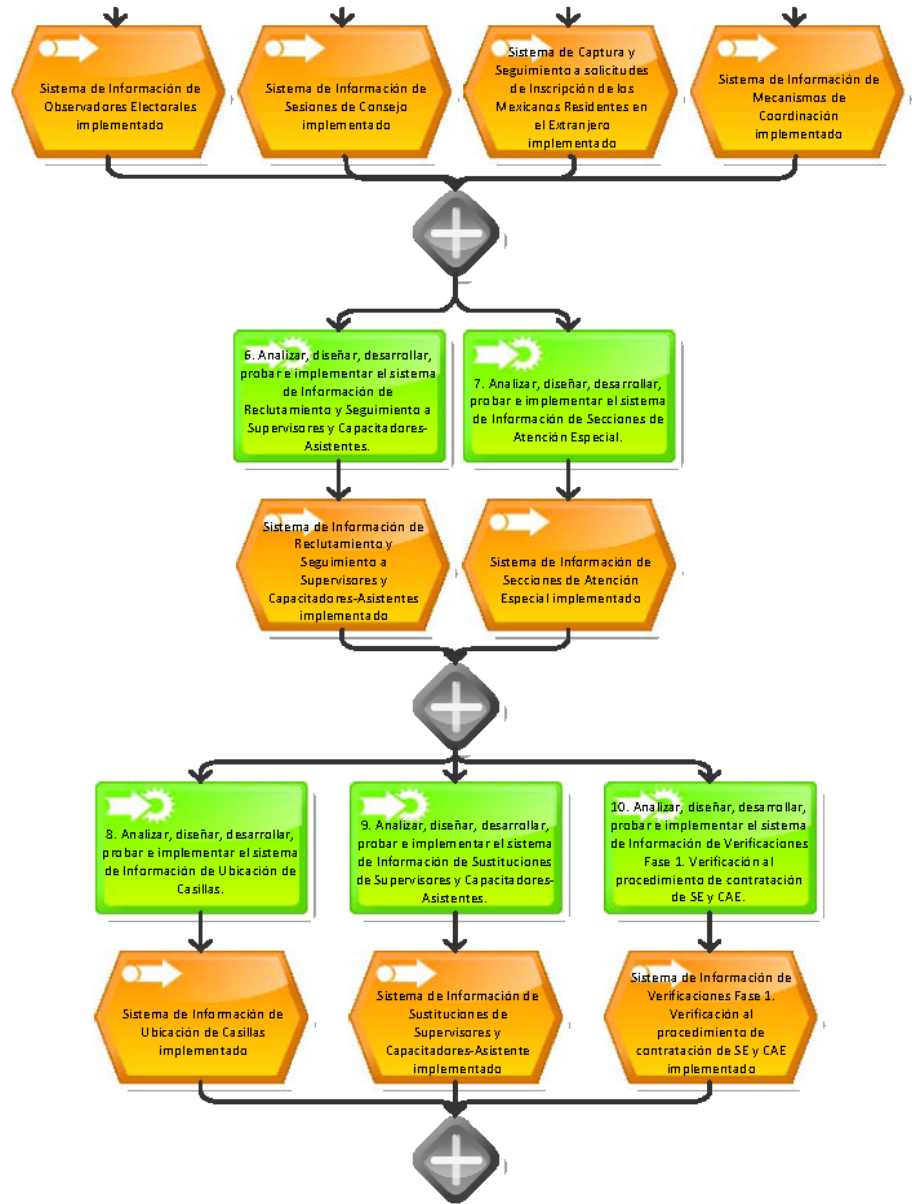 Sistema de Información de
Observadores Electorales
implementado
Sistema de Información de
Sesiones de Consejo
implementado
Sistema de Captura y
Seguimiento a solicitudes
de Inscripción de los
Mexicanos Residentes en
el Extranjero
implementado
Sistema de Información de
Mecanismos de
Coordinación
implementado
6. Analizar, diseñar, desarrollar,
probar e implementar el sistema
de Información de
Reclutamiento y Seguimiento a
Supervisores y Capacitadores-
Asistentes.
7. Analizar, diseñar, desarrollar,
probar e implementar el sistema
de Información de Secciones de
Atención Especial.
Sistema de Información de
Reclutamiento y
Seguimiento a
Supervisores y
Capacitadores-Asistentes
implementado
Sistema de Información de
Secciones de Atención
Especial implementado
8. Analizar, diseñar, desarrollar,
probar e implementar el sistema
de Información de Ubicación de
Casillas.
9. Analizar, diseñar, desarrollar,
probar e implementar el sistema
de Información de Sustituciones
de Supervisores y Capacitadores-
Asistentes.
10. Analizar, diseñar, desarrollar,
probar e implementar el sistema
de Información de Verificaciones
Fase 1. Verificación al
procedimiento de contratación
de SE y CAE.
Sistema de Información de
Ubicación de Casillas
implementado
Sistema de Información de
Sustituciones de
Supervisores y
Capacitadores-Asistente
implementado
Sistema de Información de
Verificaciones Fase 1.
Verificación al
procedimiento de
contratación de SE y CAE
implementado